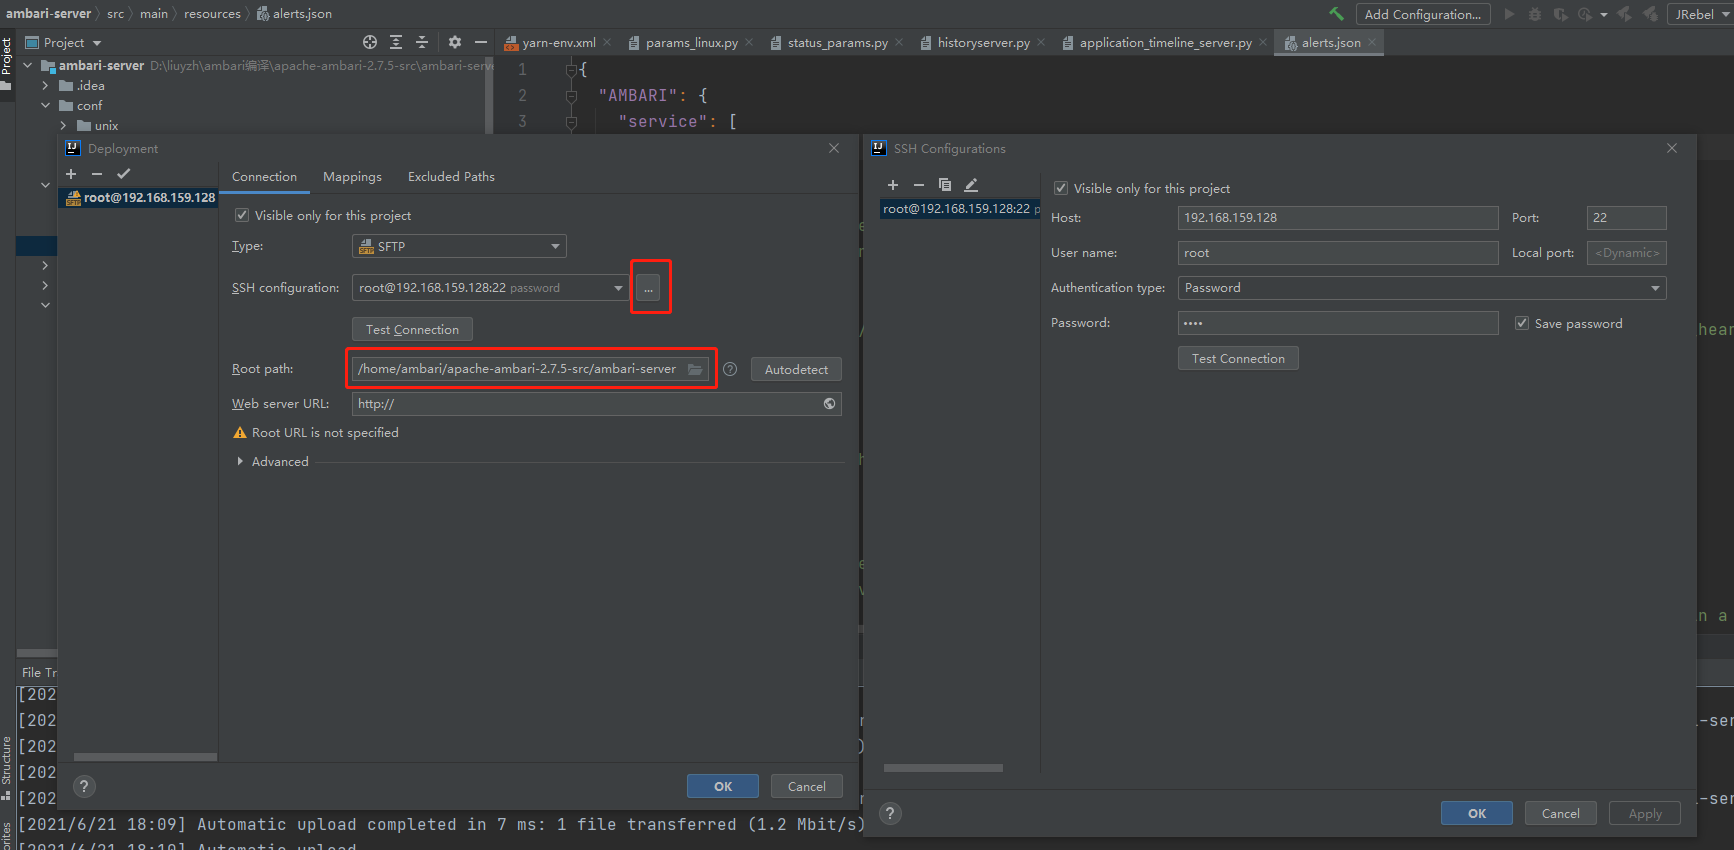 ambari-server 〉 src 〉 main 〉 resources 〉 alerts.json
Add Configuration...
JRebel
Project
Project
yarn-env.xml
params_linux.py
status_params.py
historyserver.py
application_timeline_server.py
alerts.json
ambari-server D:\liuyzh\ambari编译\apache-ambari-2.7.5-src\ambari-serve
.idea
conf
unix
1 {
2 "AMBARI": {
3 "service": [
Deployment
root@192.168.159.128
Connection
Mappings
Excluded Paths
Visible only for this project
Type:
SFTP
SSH configuration:
root@192.168.159.128:22 password
...
Test Connection
Root path:
/home/ambari/apache-ambari-2.7.5-src/ambari-server
Autodetect
Web server URL:
http://
Root URL is not specified
Advanced
?
OK
Cancel
SSH Configurations
root@192.168.159.128:22 p
Visible only for this project
Host:
192.168.159.128
Port:
22
User name:
root
Local port:
<Dynamic>
Authentication type:
Password
Password:
••••
Save password
Test Connection
?
OK
Cancel
Apply
hear
n a
File Tr
Structure
orites
[202
[202
-ser
[202
[202
[202
-ser
[2021/6/21 18:09] Automatic upload completed in 7 ms: 1 file transferred (1.2 Mbit/s)
[2021/6/21 18:10] Automatic upload